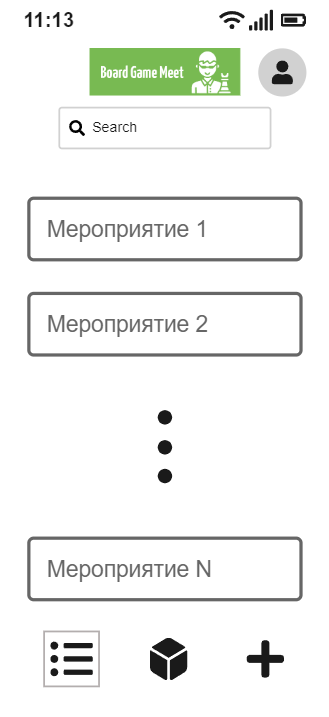 11:13
Board Game Meet
Search
Мероприятие 1
Мероприятие 2
Мероприятие N